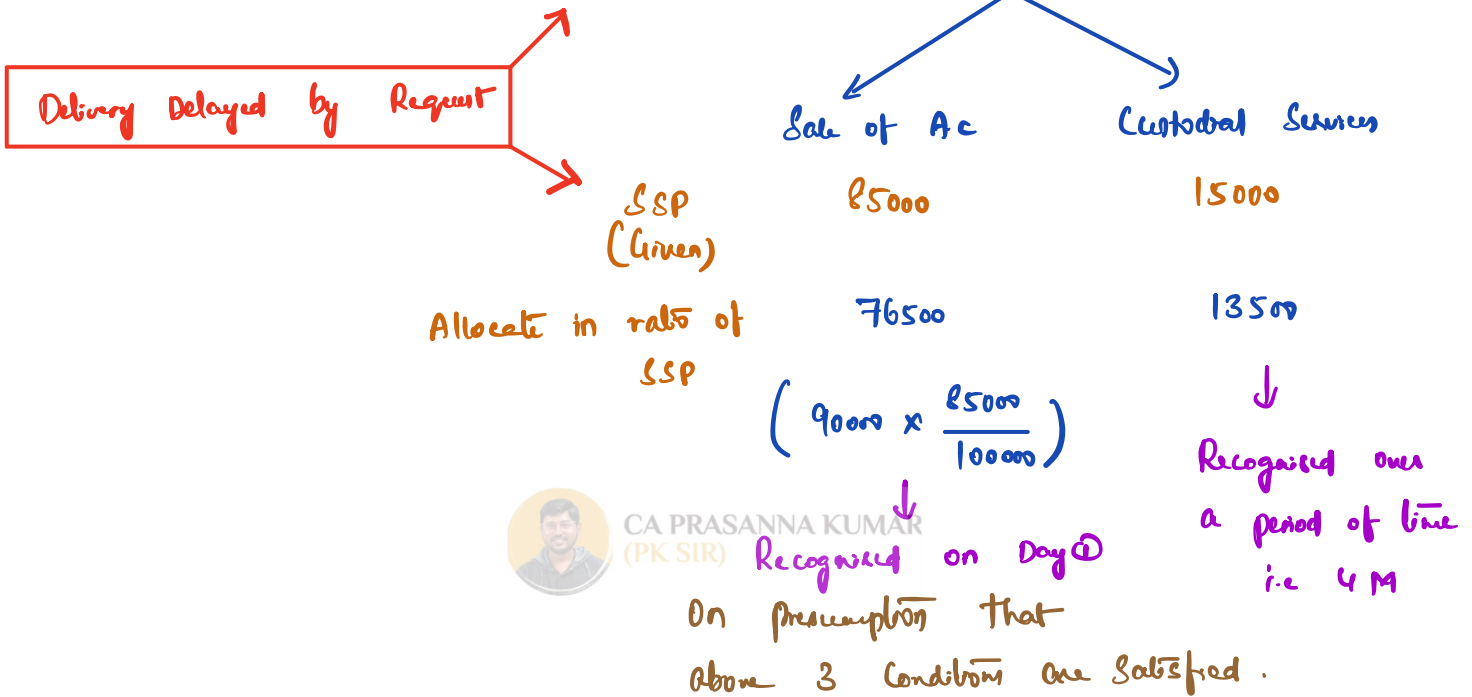 Delivery Delayed by Request
Sale of Ac Custodial Services
SSP 85000 15000
(Given)
Allocate in ratio of 76500 13500
SSP
(90000 x 85000/100000)
Recognised over
a period of time
i.e 4 M
CA PRASANNA KUMAR
(PK SIR)
Recognised on Day ①
On presumption that
above 3 Conditions are Satisfied.